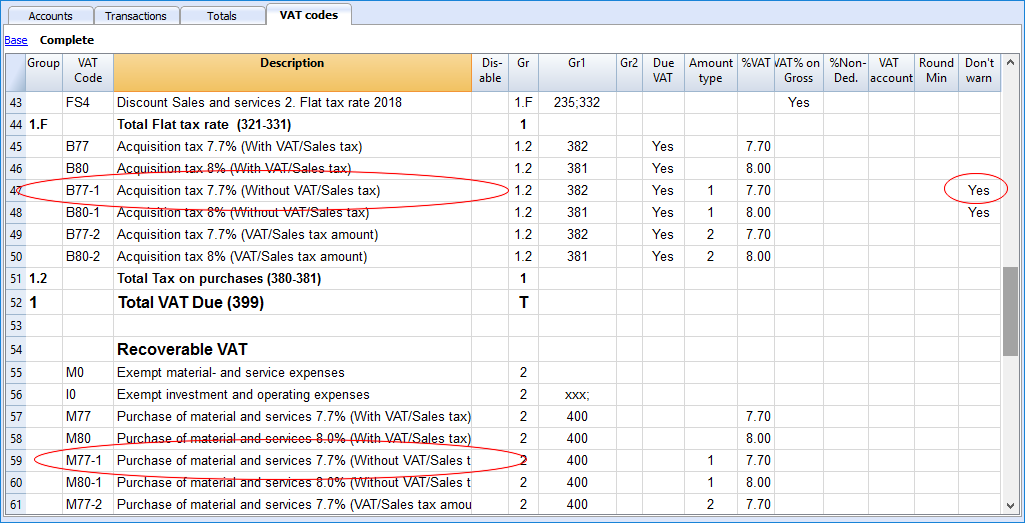 Accounts Transactions Totals VAT codes
Base Complete
Group VAT Code Description Dis-able Gr Gr1 Gr2 Due VAT Amount type %VAT VAT% on Gross %Non-Ded. VAT account Round Min Don't warn
43 FS4 Discount Sales and services 2. Flat tax rate 2018 1.F 235;332 Yes
44 1.F Total Flat tax rate (321-331) 1
45 B77 Acquisition tax 7.7% (With VAT/Sales tax) 1.2 382 Yes 7.70
46 B80 Acquisition tax 8% (With VAT/Sales tax) 1.2 381 Yes 8.00
47 B77-1 Acquisition tax 7.7% (Without VAT/Sales tax) 1.2 382 Yes 1 7.70 Yes
48 B80-1 Acquisition tax 8% (Without VAT/Sales tax) 1.2 381 Yes 1 8.00 Yes
49 B77-2 Acquisition tax 7.7% (VAT/Sales tax amount) 1.2 382 Yes 2 7.70
50 B80-2 Acquisition tax 8% (VAT/Sales tax amount) 1.2 381 Yes 2 8.00
51 1.2 Total Tax on purchases (380-381) 1
52 1 Total VAT Due (399) T
53
54 Recoverable VAT
55 M0 Exempt material- and service expenses 2
56 I0 Exempt investment and operating expenses 2 xxx;
57 M77 Purchase of material and services 7.7% (With VAT/Sales tax) 2 400 7.70
58 M80 Purchase of material and services 8.0% (With VAT/Sales tax) 2 400 8.00
59 M77-1 Purchase of material and services 7.7% (Without VAT/Sales t 2 400 1 7.70
60 M80-1 Purchase of material and services 8.0% (Without VAT/Sales t 2 400 1 8.00
61 M77-2 Purchase of material and services 7.7% (VAT/Sales tax amou 2 400 2 7.70